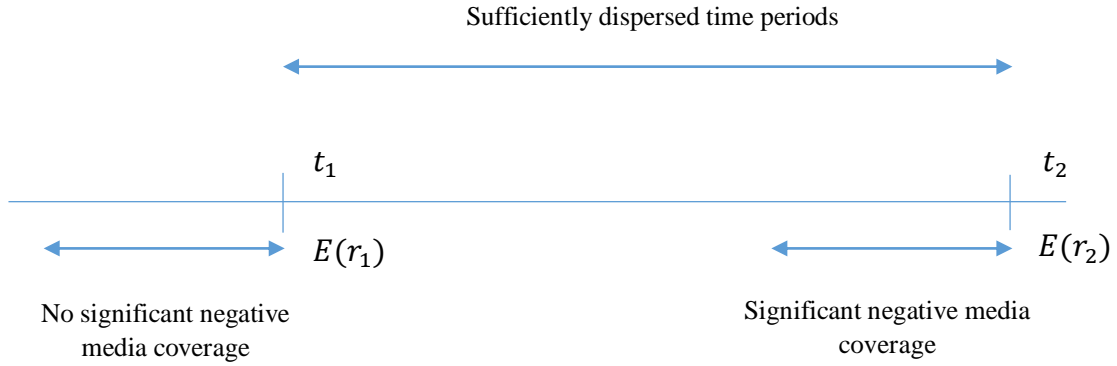 Sufficiently dispersed time periods
t₁
t₂
E(r₁)
E(r₂)
No significant negative
media coverage
Significant negative media
coverage